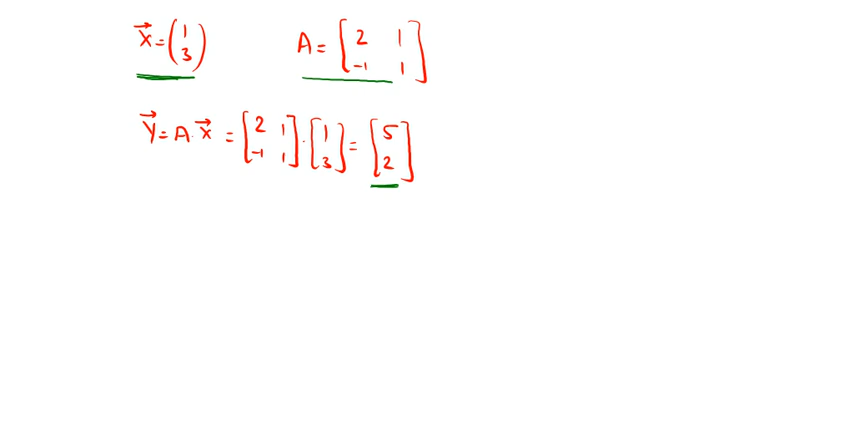 x⃗ = (1 3) A = [2 1 -1 1]
y⃗ = A · x⃗ = [2 1 -1 1] · [1 3] = [5 2]